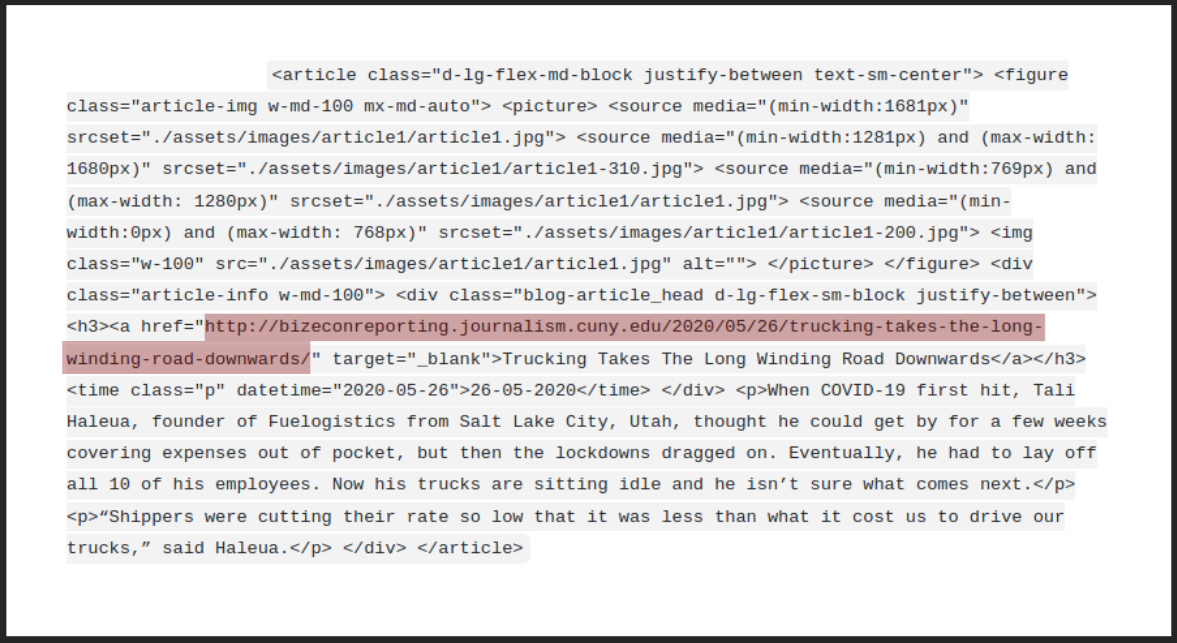 <article class="d-lg-flex-md-block justify-between text-sm-center"> <figure
class="article-img w-md-100 mx-md-auto"> <picture> <source media="(min-width:1681px)"
srcset="./assets/images/article1/article1.jpg"> <source media="(min-width:1281px) and (max-width:
1680px)" srcset="./assets/images/article1/article1-310.jpg"> <source media="(min-width:769px) and
(max-width: 1280px)" srcset="./assets/images/article1/article1.jpg"> <source media="(min-
width:0px) and (max-width: 768px)" srcset="./assets/images/article1/article1-200.jpg"> <img
class="w-100" src="./assets/images/article1/article1.jpg" alt=""> </picture> </figure> <div
class="article-info w-md-100"> <div class="blog-article_head d-lg-flex-sm-block justify-between">
<h3><a href="http://bizeconreporting.journalism.cuny.edu/2020/05/26/trucking-takes-the-long-
winding-road-downwards/" target="_blank">Trucking Takes The Long Winding Road Downwards</a></h3>
<time class="p" datetime="2020-05-26">26-05-2020</time> </div> <p>When COVID-19 first hit, Tali
Haleua, founder of Fuelogistics from Salt Lake City, Utah, thought he could get by for a few weeks
covering expenses out of pocket, but then the lockdowns dragged on. Eventually, he had to lay off
all 10 of his employees. Now his trucks are sitting idle and he isn’t sure what comes next.</p>
<p>“Shippers were cutting their rate so low that it was less than what it cost us to drive our
trucks,” said Haleua.</p> </div> </article>